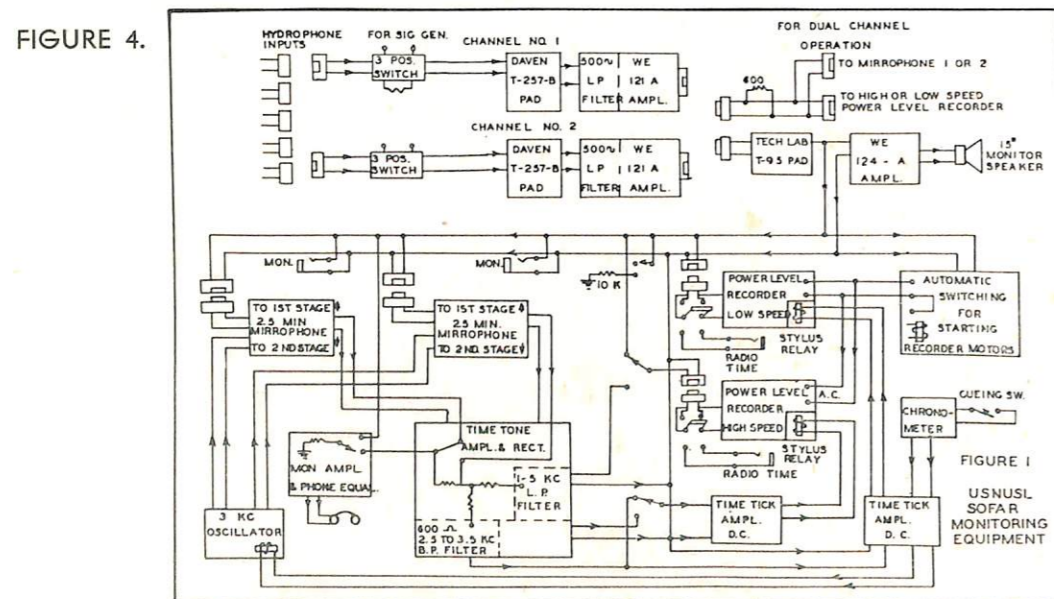 FIGURE 4.
HYDROPHONE
INPUTS
FOR SIG GEN.
3 POS.
SWITCH
CHANNEL NO. 1
DAVEN
T-257-B
PAD
500~
LP
FILTER
WE
121 A
AMPL.
CHANNEL NO. 2
3 POS.
SWITCH
DAVEN
T-257-B
PAD
500~
LP
FILTER
WE
121 A
AMPL.
FOR DUAL CHANNEL
OPERATION
600
TO MIRROPHONE 1 OR 2
TO HIGH OR LOW SPEED
POWER LEVEL RECORDER
TECH LAB
T-95 PAD
WE
124 - A
AMPL.
15"
MONITOR
SPEAKER
MON.
MON.
10 K
TO 1ST STAGE
2.5 MIN
MIRROPHONE
TO 2ND STAGE
TO 1ST STAGE
2.5 MIN.
MIRROPHONE
TO 2ND STAGE
POWER LEVEL
RECORDER
LOW SPEED
STYLUS
RELAY
RADIO
TIME
AUTOMATIC
SWITCHING
FOR
STARTING
RECORDER MOTORS
POWER LEVEL
RECORDER
HIGH SPEED
A.C.
STYLUS
RELAY
RADIO TIME
CHRONO-
METER
CUEING SW.
MON AMPL.
& PHONE EQUAL.
TIME TONE
AMPL. & RECT.
1-5 KC
L.P.
FILTER
600 Ω
2.5 TO 3.5 KC
B.P. FILTER
3 KC
OSCILLATOR
TIME TICK
AMPL.
D.C.
TIME TICK
AMPL.
D.C.
FIGURE 1
USNUSL
SOFAR
MONITORING
EQUIPMENT